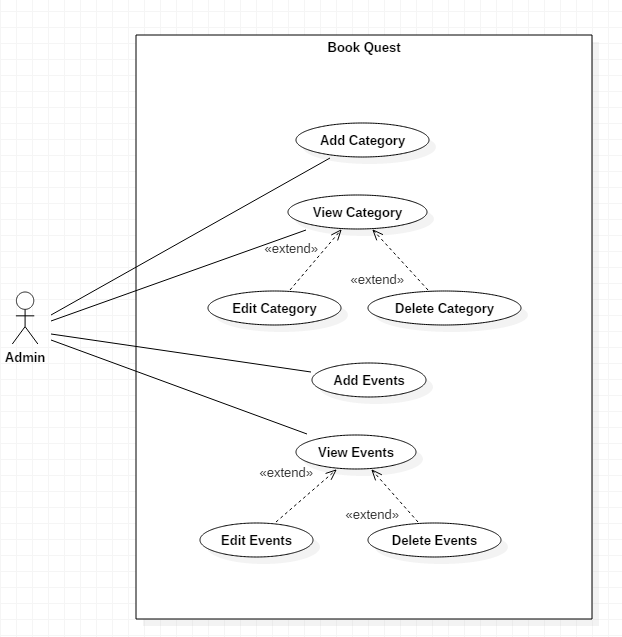 Book Quest
Add Category
View Category
«extend»
«extend»
Edit Category
Delete Category
Admin
Add Events
View Events
«extend»
«extend»
Edit Events
Delete Events